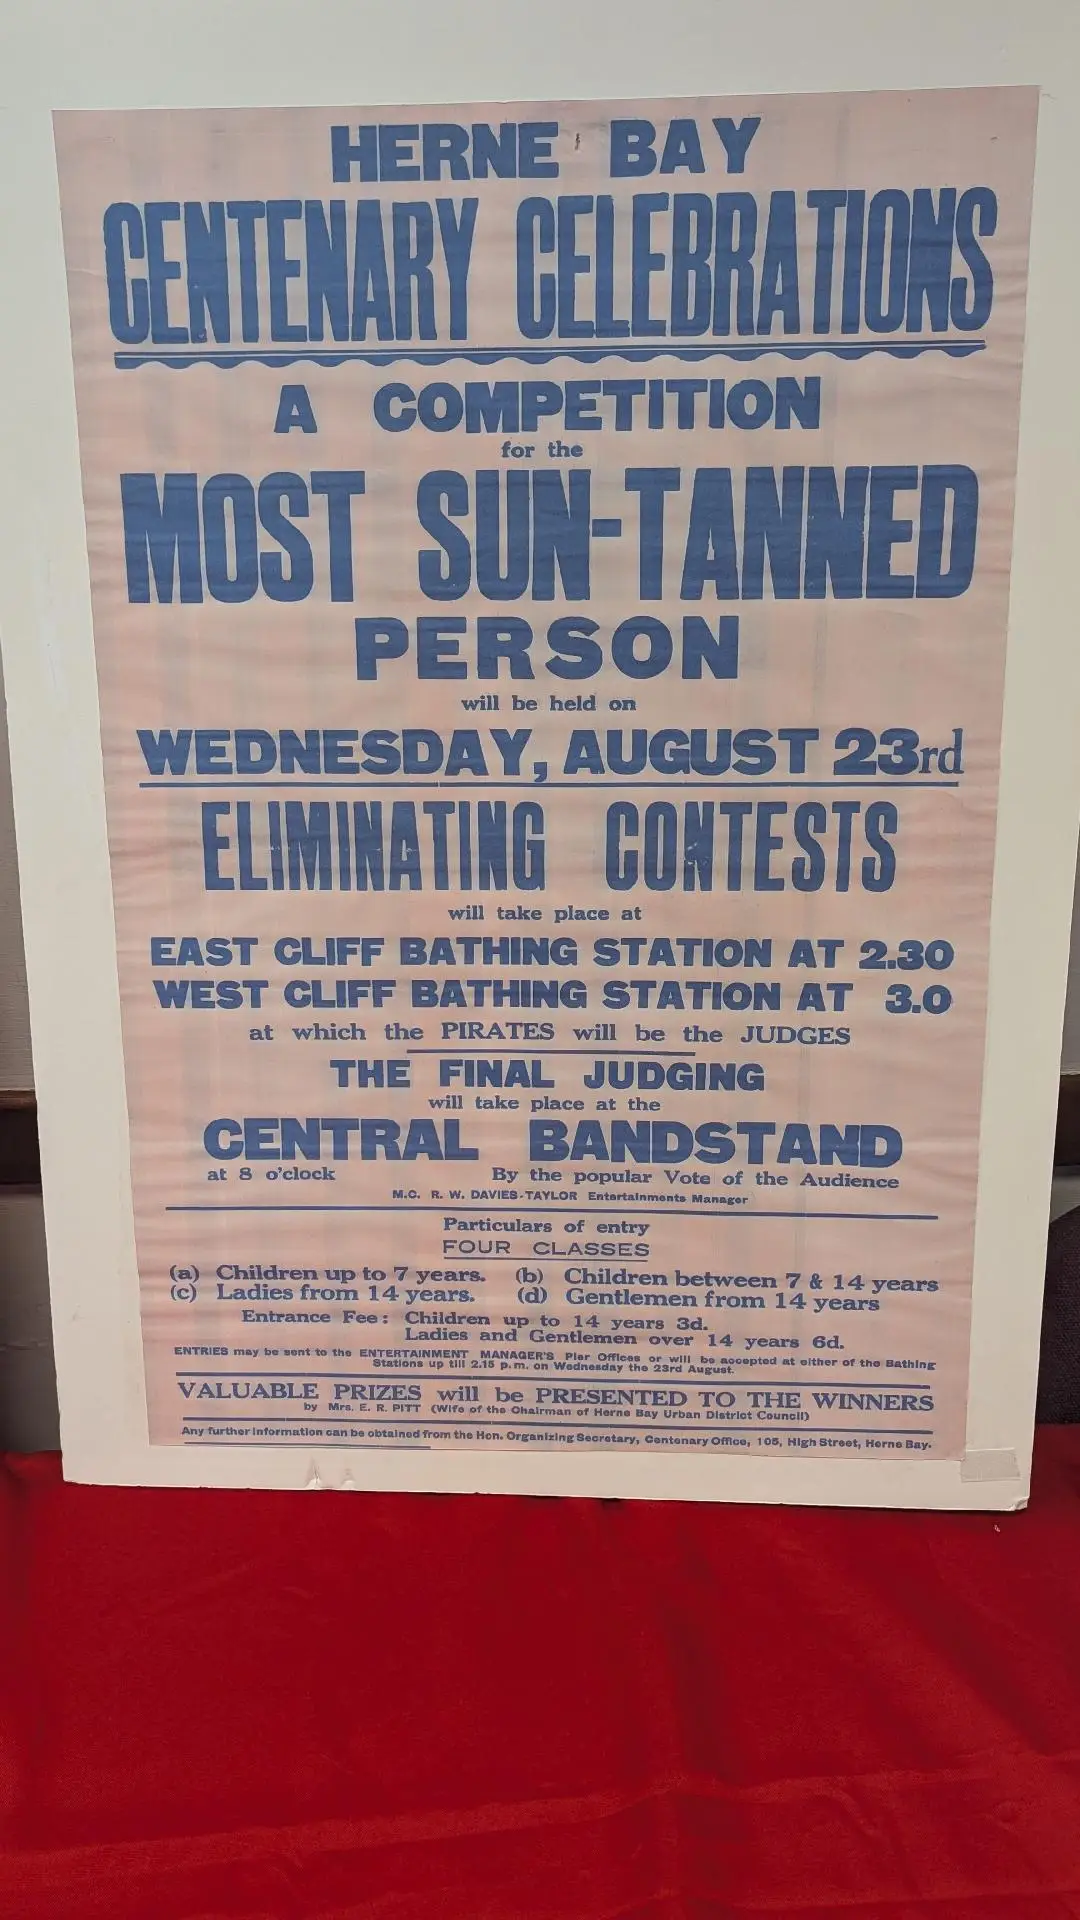 HERNE BAY
CENTENARY CELEBRATIONS
A COMPETITION
for the
MOST SUN-TANNED
PERSON
will be held on
WEDNESDAY, AUGUST 23rd
ELIMINATING CONTESTS
will take place at
EAST CLIFF BATHING STATION AT 2.30
WEST CLIFF BATHING STATION AT 3.0
at which the PIRATES will be the JUDGES
THE FINAL JUDGING
will take place at the
CENTRAL BANDSTAND
at 8 o'clock By the popular Vote of the Audience
M.C. R. W. DAVIES-TAYLOR Entertainments Manager
Particulars of entry
FOUR CLASSES
(a) Children up to 7 years. (b) Children between 7 & 14 years
(c) Ladies from 14 years. (d) Gentlemen from 14 years
Entrance Fee: Children up to 14 years 3d.
Ladies and Gentlemen over 14 years 6d.
ENTRIES may be sent to the ENTERTAINMENT MANAGER'S Pier Offices or will be accepted at either of the Bathing
Stations up till 2.15 p.m. on Wednesday the 23rd August.
VALUABLE PRIZES will be PRESENTED TO THE WINNERS
by Mrs. E. R. PITT (Wife of the Chairman of Herne Bay Urban District Council)
Any further information can be obtained from the Hon. Organizing Secretary, Centenary Office, 105, High Street, Herne Bay.